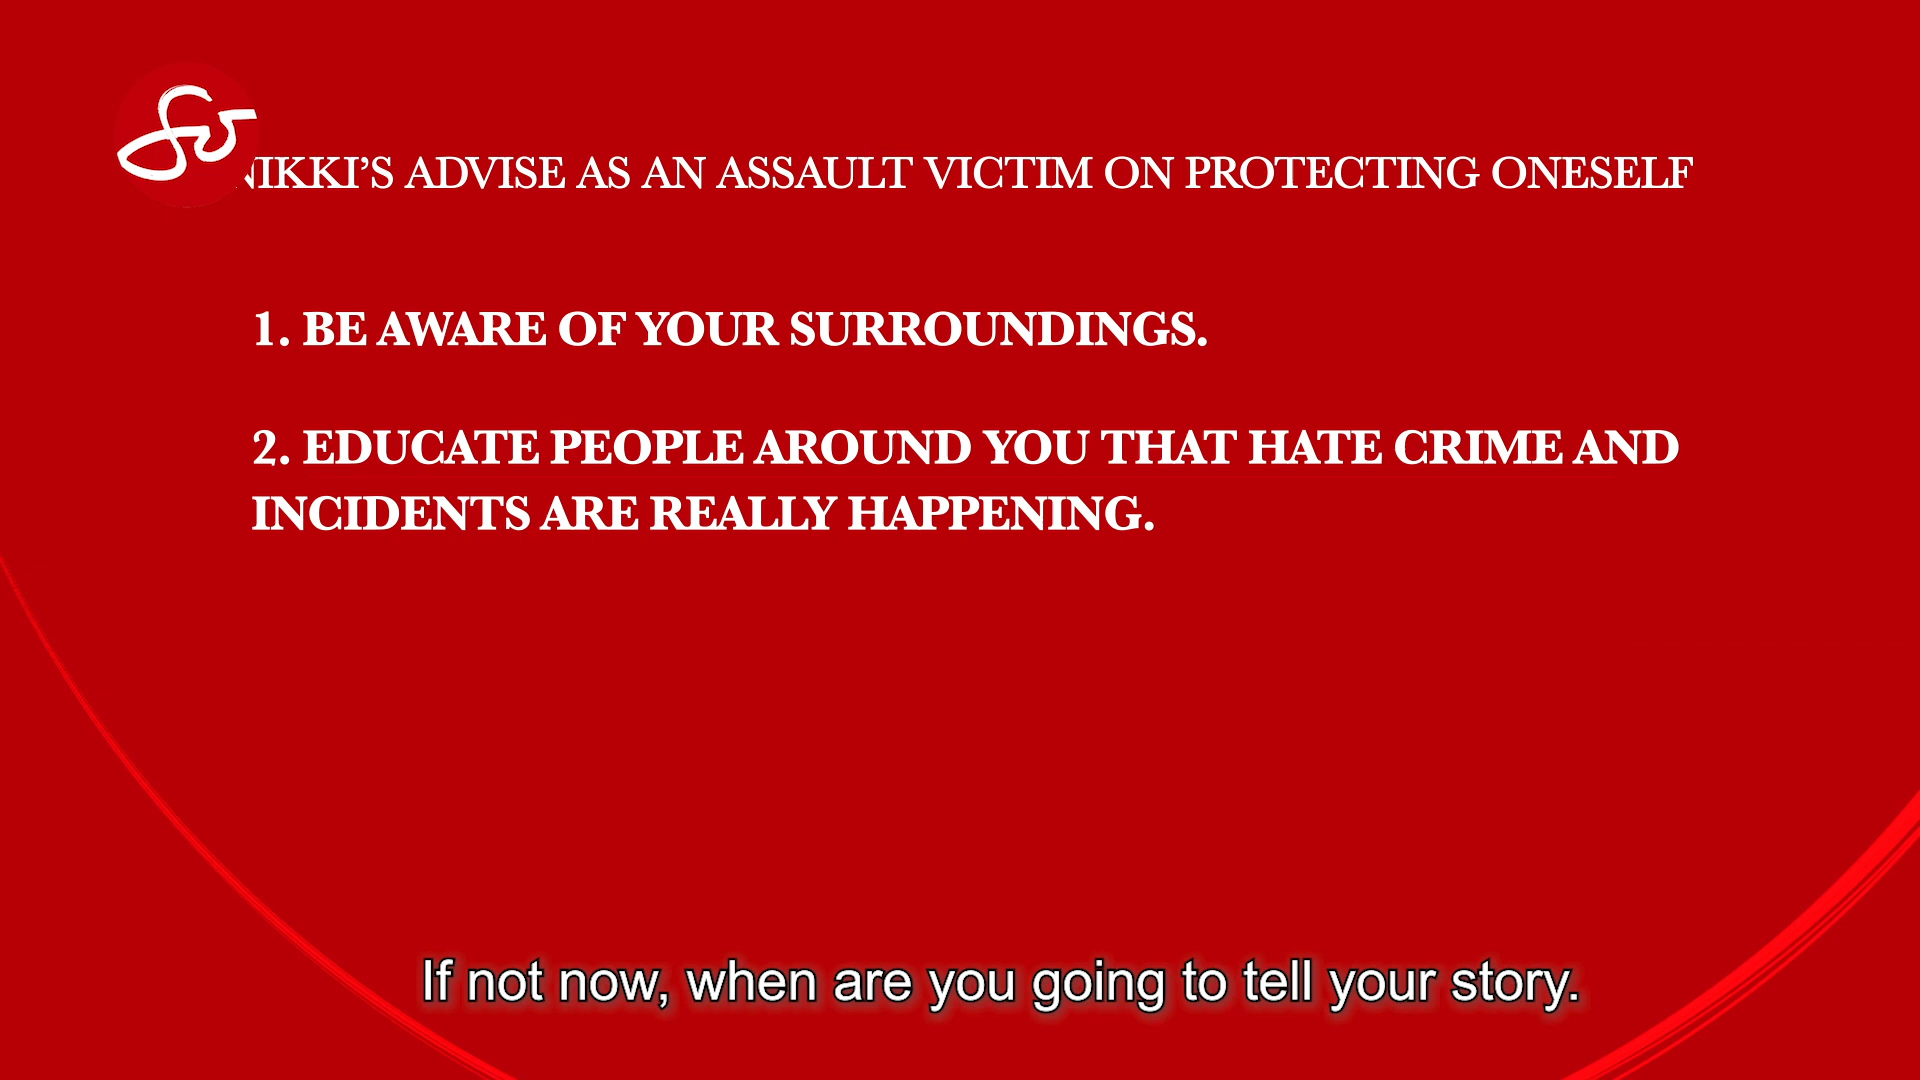 NIKKI'S ADVISE AS AN ASSAULT VICTIM ON PROTECTING ONESELF
1. BE AWARE OF YOUR SURROUNDINGS.
2. EDUCATE PEOPLE AROUND YOU THAT HATE CRIME AND
INCIDENTS ARE REALLY HAPPENING.
If not now, when are you going to tell your story.